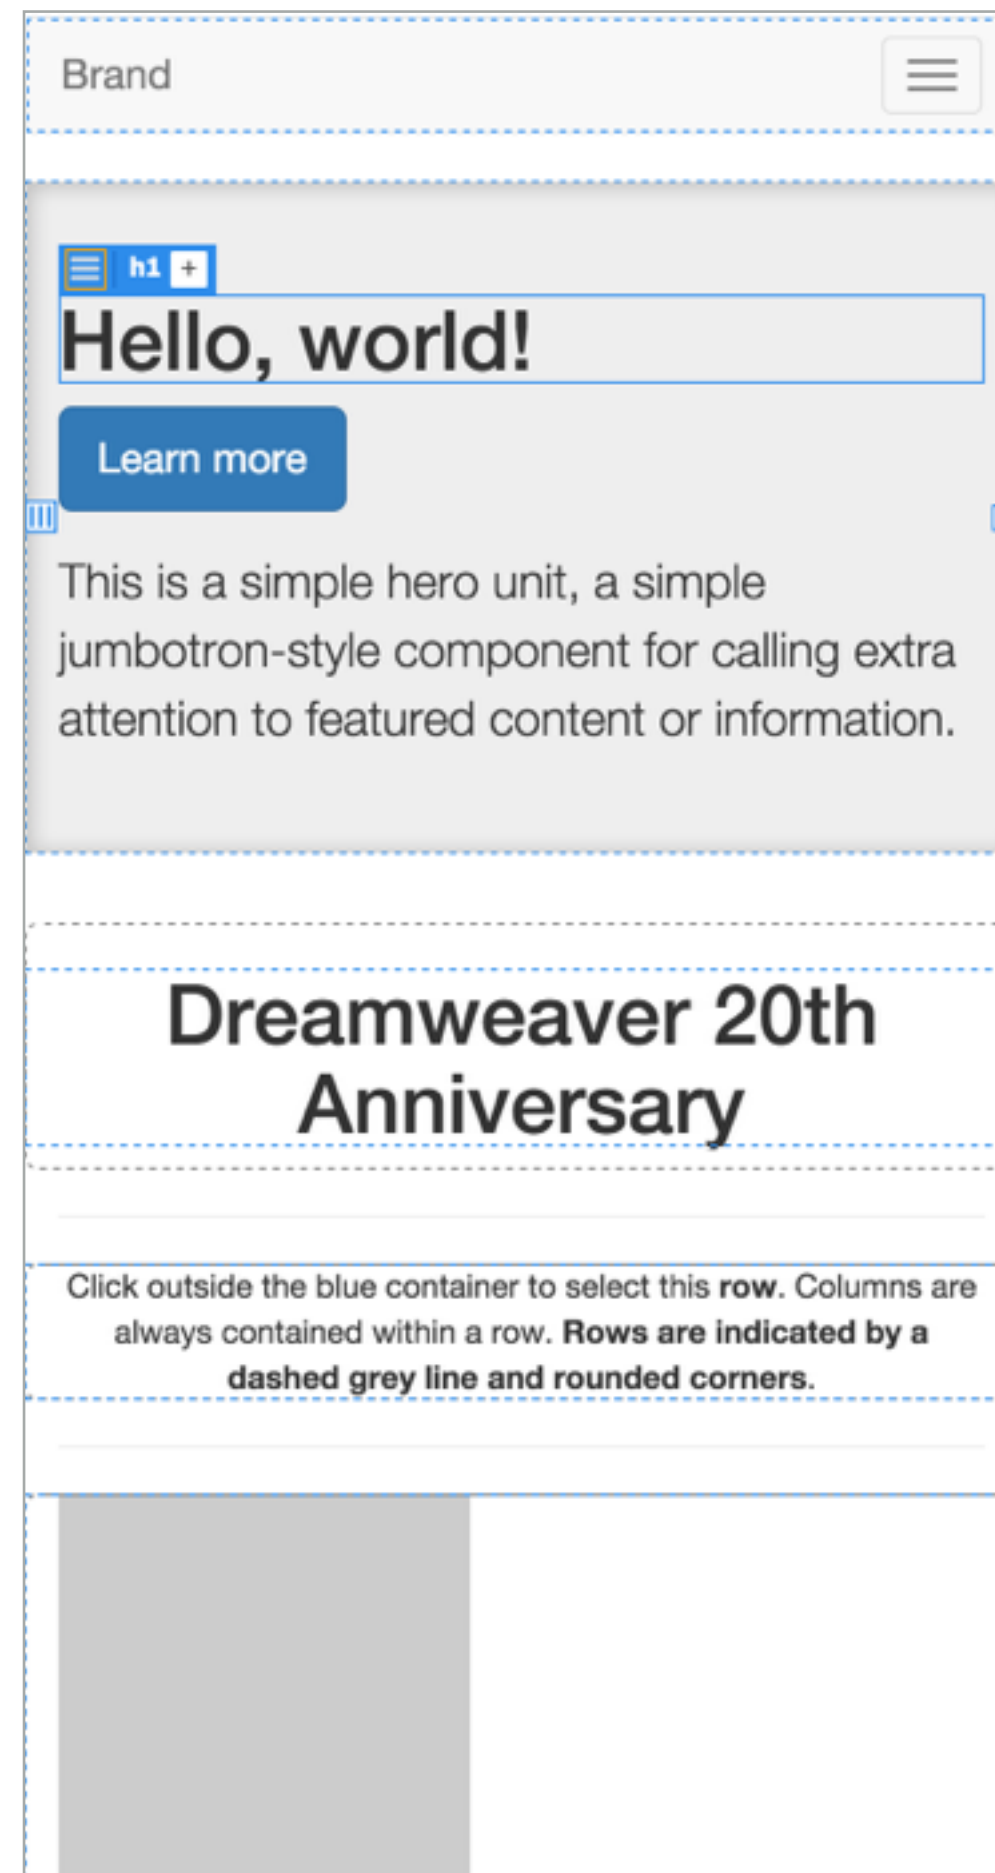 Brand
h1 +
Hello, world!
Learn more
This is a simple hero unit, a simple
jumbotron-style component for calling extra
attention to featured content or information.
Dreamweaver 20th
Anniversary
Click outside the blue container to select this row. Columns are
always contained within a row. Rows are indicated by a
dashed grey line and rounded corners.